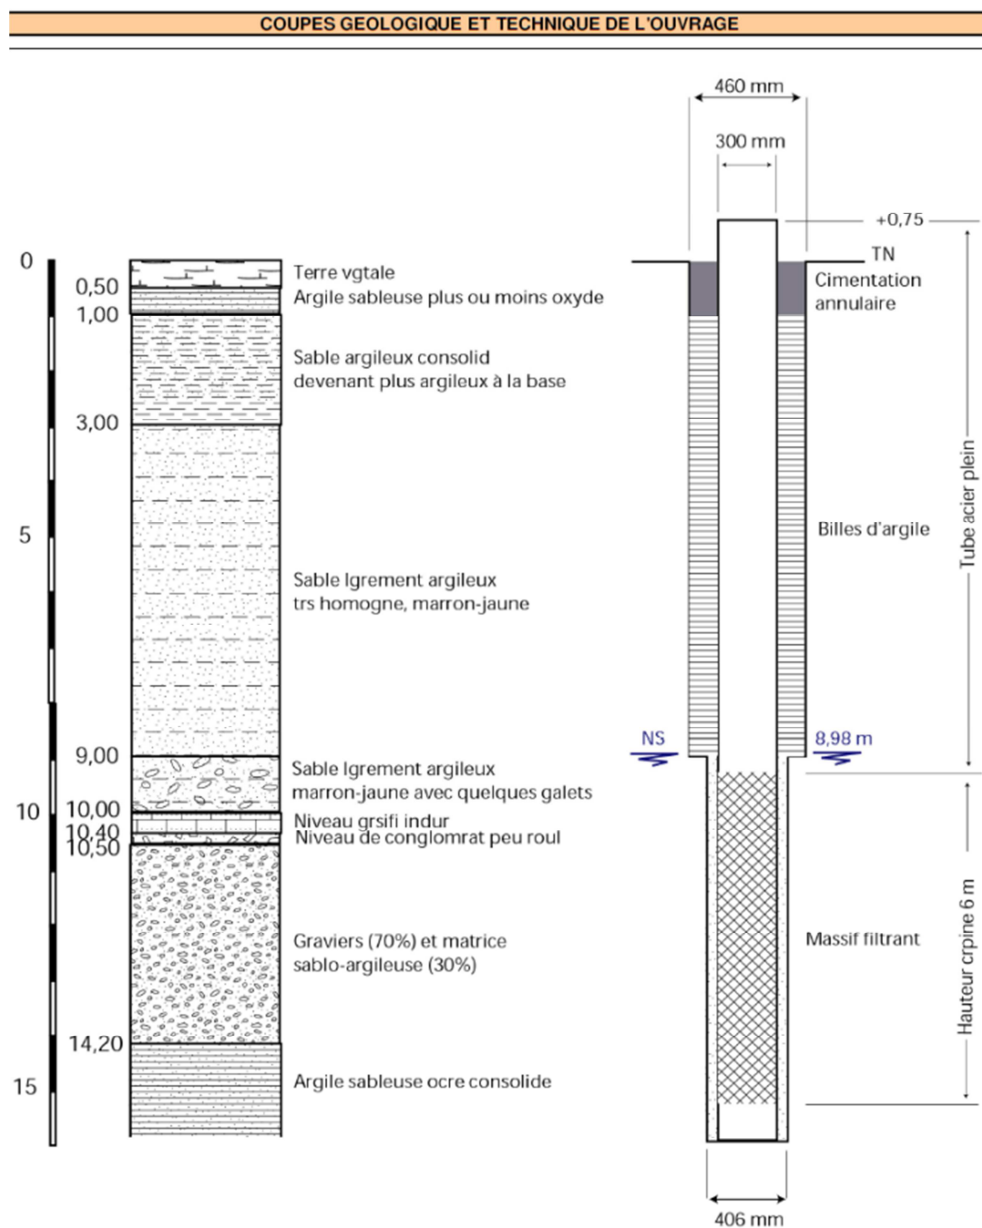 COUPES GEOLOGIQUE ET TECHNIQUE DE L'OUVRAGE
460 mm
300 mm
+0,75
0
TN
Terre vgtale
Cimentation
annulaire
0,50
Argile sableuse plus ou moins oxyde
1,00
Sable argileux consolid
devenant plus argileux à la base
3,00
5
Billes d'argile
Tube acier plein
Sable lgrement argileux
trs homogne, marron-jaune
NS
8,98 m
9,00
Sable lgrement argileux
marron-jaune avec quelques galets
10
10,00
Niveau grsifi indur
10,40
Niveau de conglomrat peu roul
10,50
Graviers (70%) et matrice
sablo-argileuse (30%)
Massif filtrant
Hauteur crpine 6 m
14,20
15
Argile sableuse ocre consolide
406 mm